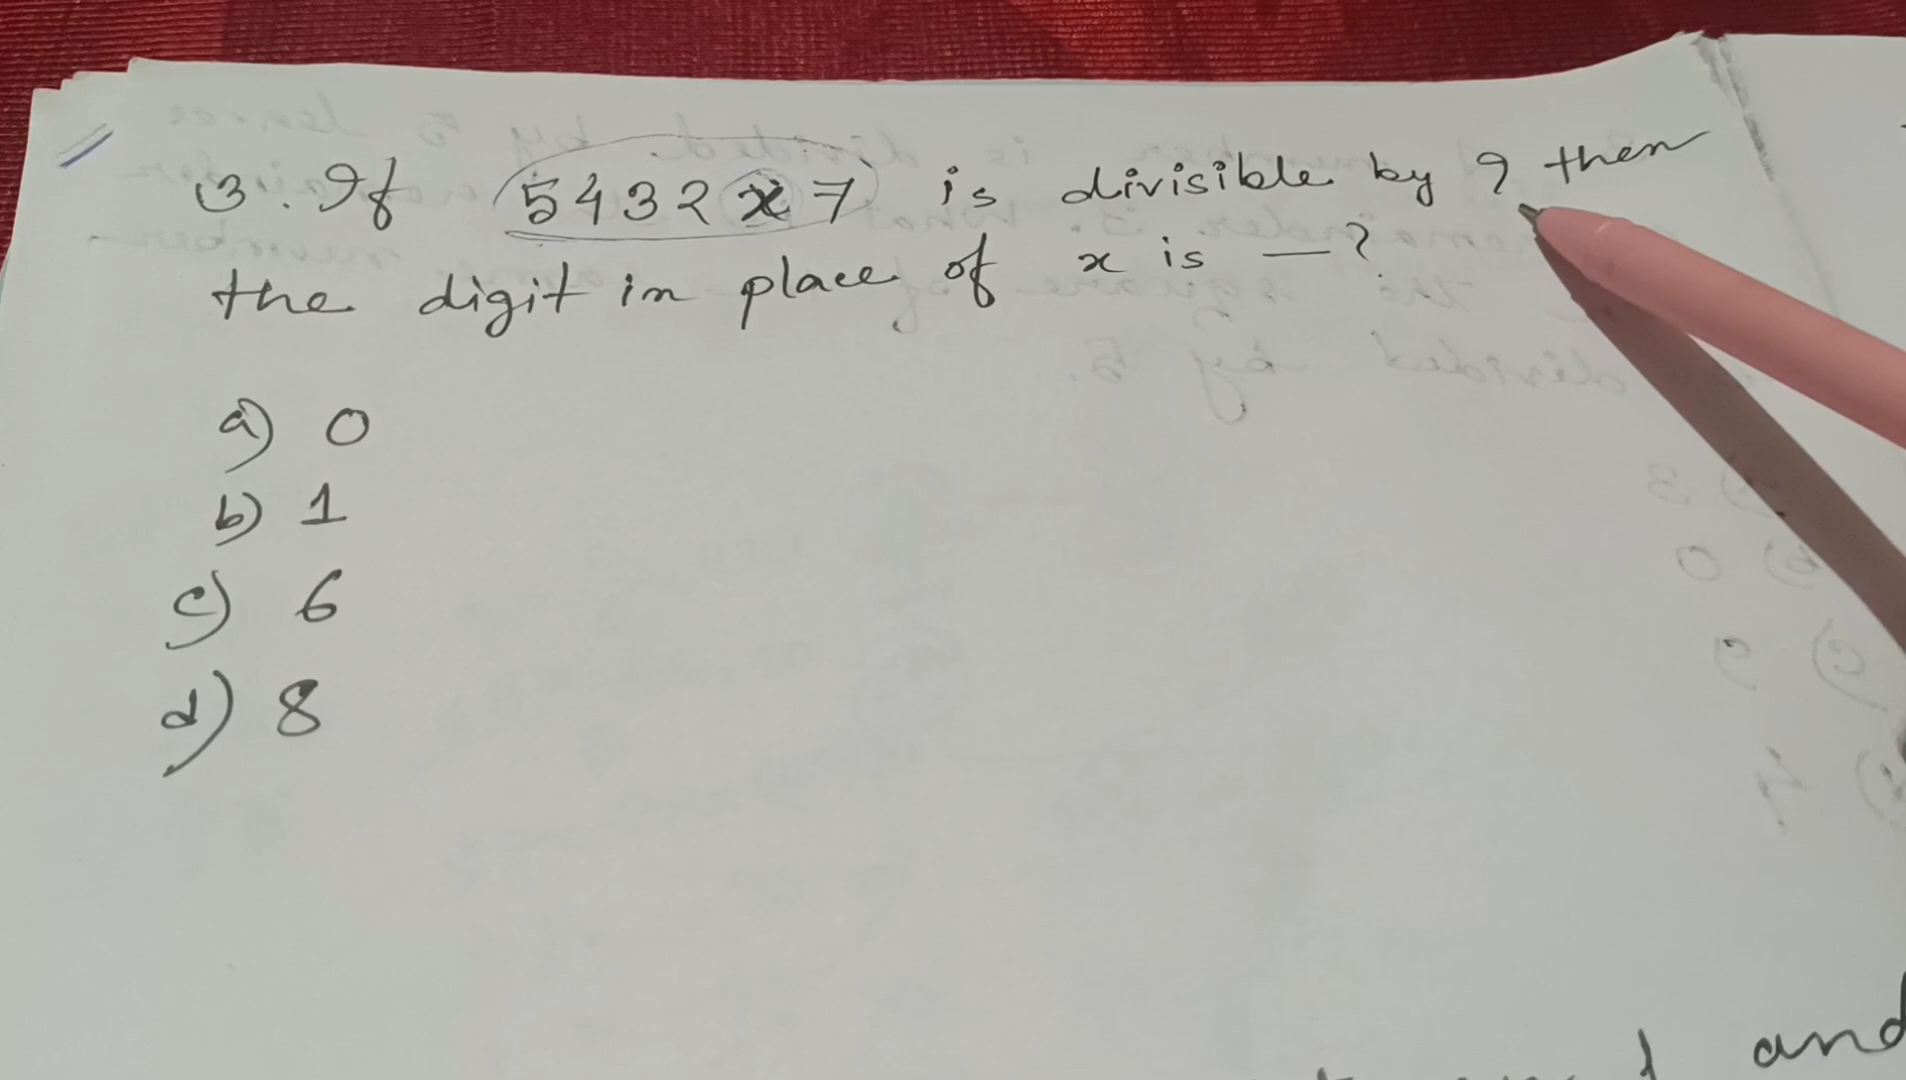 3. If 5432x7 is divisible by 9 then
the digit in place of x is —?
a) 0
b) 1
c) 6
d) 8
and